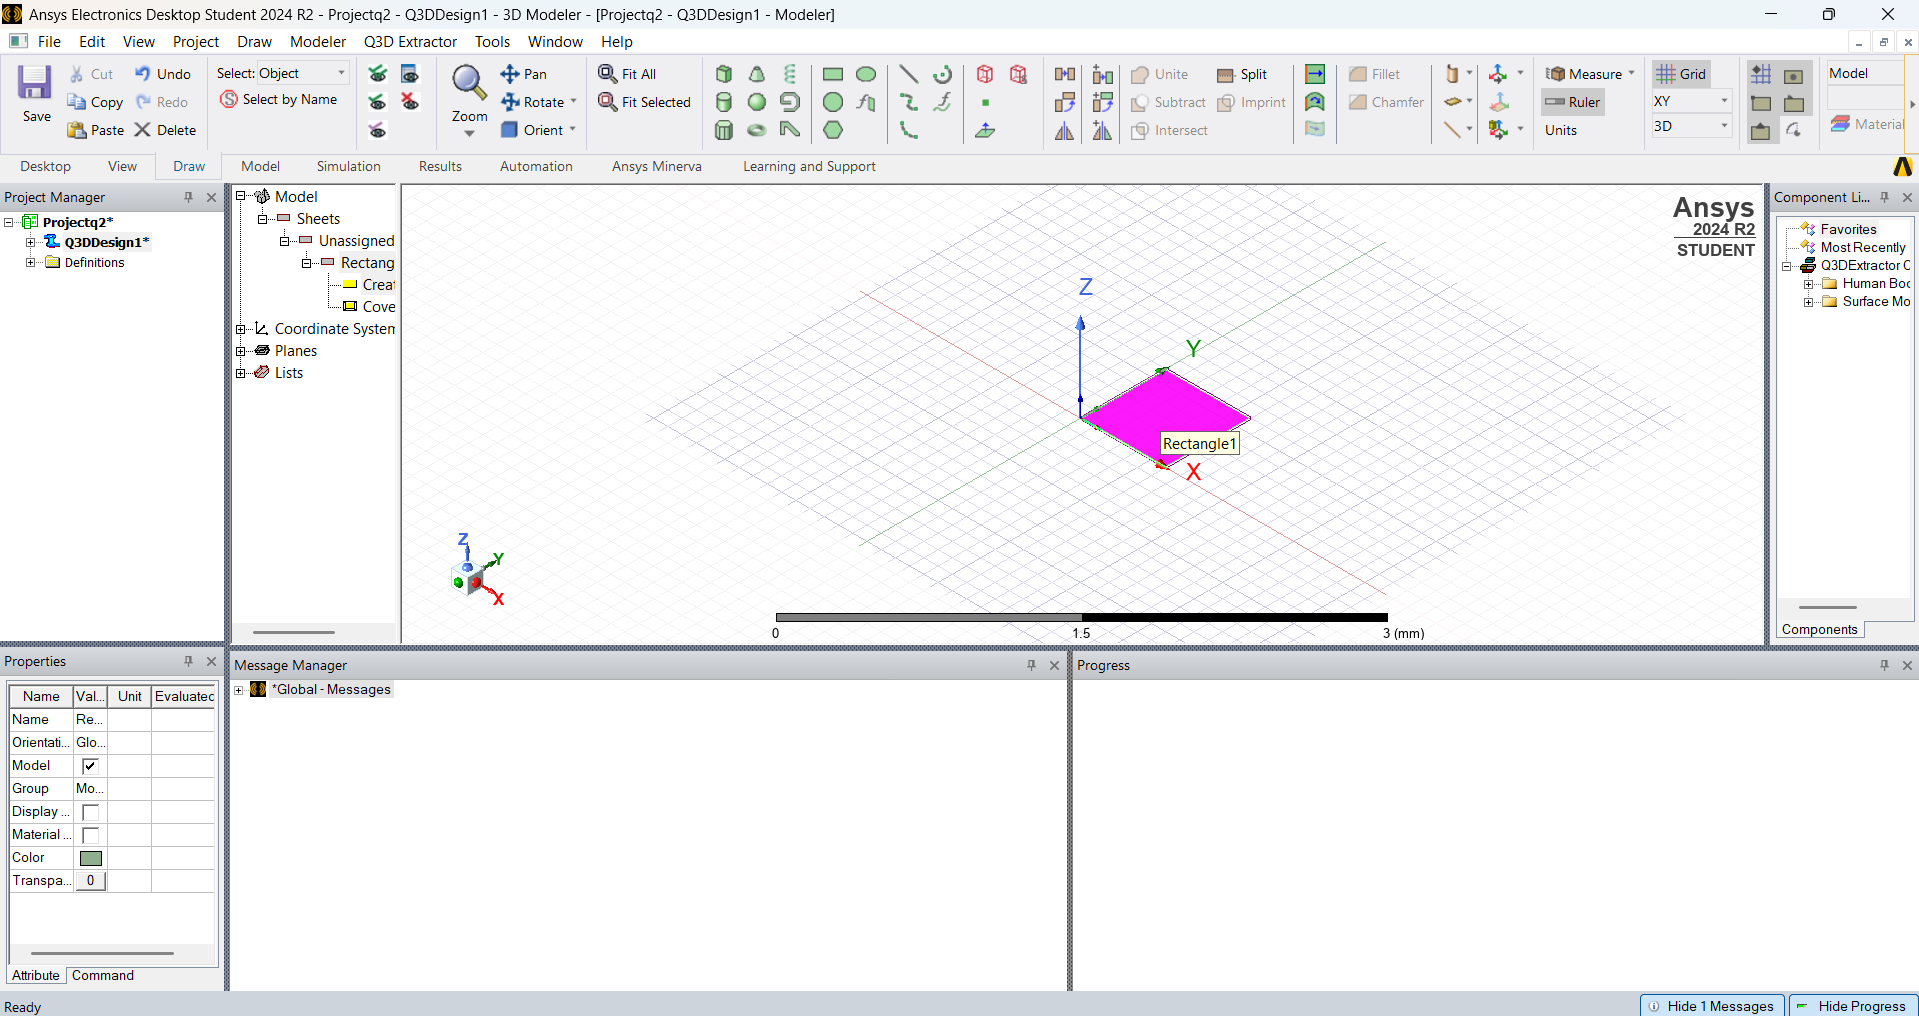 Ansys Electronics Desktop Student 2024 R2 - Projectq2 - Q3DDesign1 - 3D Modeler - [Projectq2 - Q3DDesign1 - Modeler]
File Edit View Project Draw Modeler Q3D Extractor Tools Window Help
Save
Cut
Copy
Paste
Undo
Redo
Delete
Select: Object
Select by Name
Zoom
Pan
Rotate
Orient
Fit All
Fit Selected
Unite
Subtract
Intersect
Split
Imprint
Fillet
Chamfer
Measure
Ruler
Units
Grid
XY
3D
Model
Material
Desktop View Draw Model Simulation Results Automation Ansys Minerva Learning and Support
Project Manager
Projectq2*
Q3DDesign1*
Definitions
Model
Sheets
Unassigned
Rectang
Creat
Cove
Coordinate System
Planes
Lists
Ansys
2024 R2
STUDENT
Z
Y
Rectangle1
X
Z
Y
X
0 1.5 3 (mm)
Component Li...
Favorites
Most Recently
Q3DExtractor C
Human Boc
Surface Mo
Components
Properties
Name Val... Unit Evaluated
Name Re...
Orientati... Glo...
Model
Group Mo...
Display ...
Material ...
Color
Transpa... 0
Attribute Command
Message Manager
*Global - Messages
Progress
Ready
Hide 1 Messages
Hide Progress